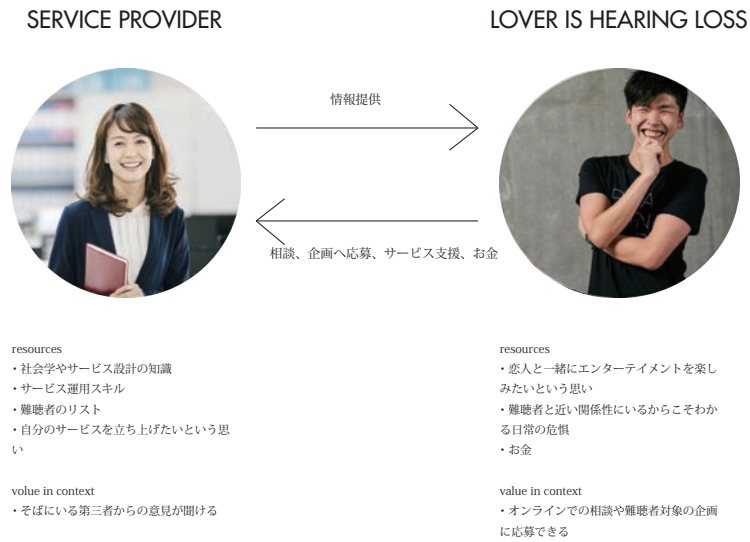 SERVICE PROVIDER
LOVER IS HEARING LOSS
情報提供
相談、企画へ応募、サービス支援、お金
resources
・社会学やサービス設計の知識
・サービス運用スキル
・難聴者のリスト
・自分のサービスを立ち上げたいという思
い
volue in context
・そばにいる第三者からの意見が聞ける
resources
・恋人と一緒にエンターテイメントを楽し
みたいという思い
・難聴者と近い関係性にいるからこそわか
る日常の危惧
・お金
value in context
・オンラインでの相談や難聴者対象の企画
に応募できる